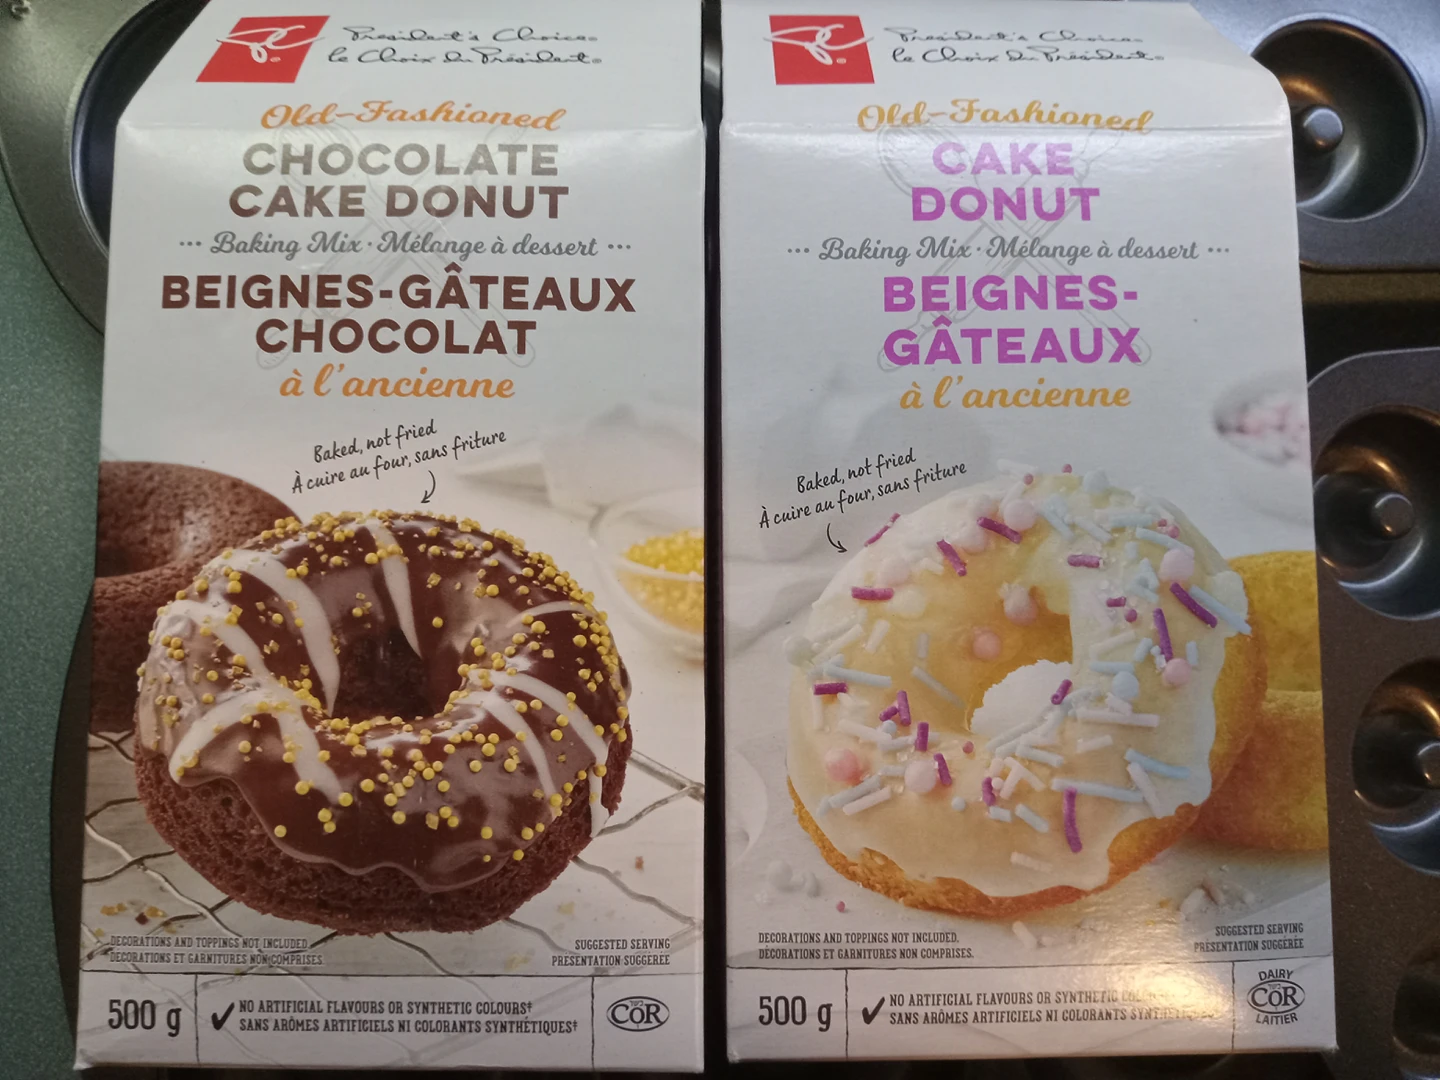 President's Choice®
le Choix du Président®
Old-Fashioned
CHOCOLATE
CAKE DONUT
Baking Mix · Mélange à dessert
BEIGNES-GÂTEAUX
CHOCOLAT
à l'ancienne
Baked, not fried
À cuire au four, sans friture
DECORATIONS AND TOPPINGS NOT INCLUDED.
DÉCORATIONS ET GARNITURES NON COMPRISES.
SUGGESTED SERVING
PRÉSENTATION SUGGÉRÉE
500 g
✓ NO ARTIFICIAL FLAVOURS OR SYNTHETIC COLOURS‡
SANS ARÔMES ARTIFICIELS NI COLORANTS SYNTHÉTIQUES‡
COR
President's Choice®
le Choix du Président®
Old-Fashioned
CAKE
DONUT
Baking Mix · Mélange à dessert
BEIGNES-
GÂTEAUX
à l'ancienne
Baked, not fried
À cuire au four, sans friture
DECORATIONS AND TOPPINGS NOT INCLUDED.
DÉCORATIONS ET GARNITURES NON COMPRISES.
SUGGESTED SERVING
PRÉSENTATION SUGGÉRÉE
500 g
✓ NO ARTIFICIAL FLAVOURS OR SYNTHETIC
SANS ARÔMES ARTIFICIELS NI COLORANTS
DAIRY
COR
LAITIER